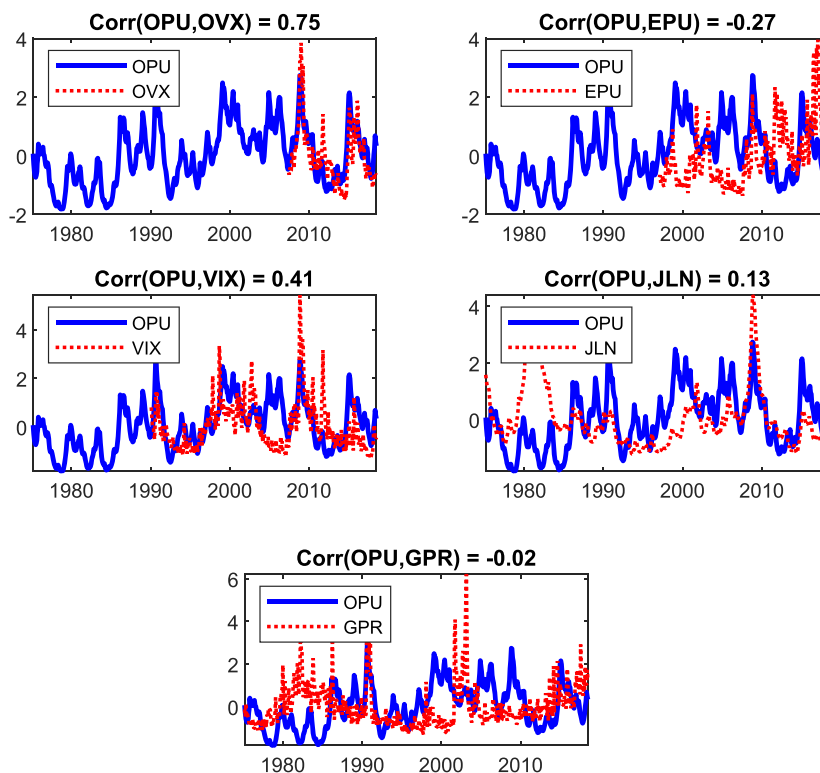 Corr(OPU,OVX) = 0.75
4
2
0
-2
OPU
OVX
1980 1990 2000 2010
Corr(OPU,EPU) = -0.27
4
2
0
-2
OPU
EPU
1980 1990 2000 2010
Corr(OPU,VIX) = 0.41
4
2
0
OPU
VIX
1980 1990 2000 2010
Corr(OPU,JLN) = 0.13
4
2
0
OPU
JLN
1980 1990 2000 2010
Corr(OPU,GPR) = -0.02
6
4
2
0
OPU
GPR
1980 1990 2000 2010